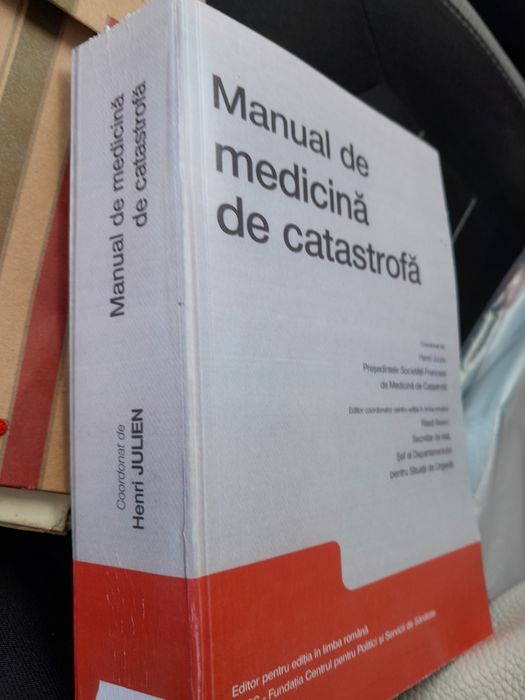 Manual de medicină
de catastrofă
Coordonat de
Henri JULIEN
Manual de
medicină
de catastrofă
Coordonat de
Henri Julien
Președintele Societății Franceze
de Medicină de Catastrofă
Editor coordonator pentru ediția în limba română
Raed Arafat
Secretar de stat,
Șef al Departamentului
pentru Situații de Urgență
Editor pentru ediția în limba română
- Fundația Centrul pentru Politici și Servicii de Sănătate